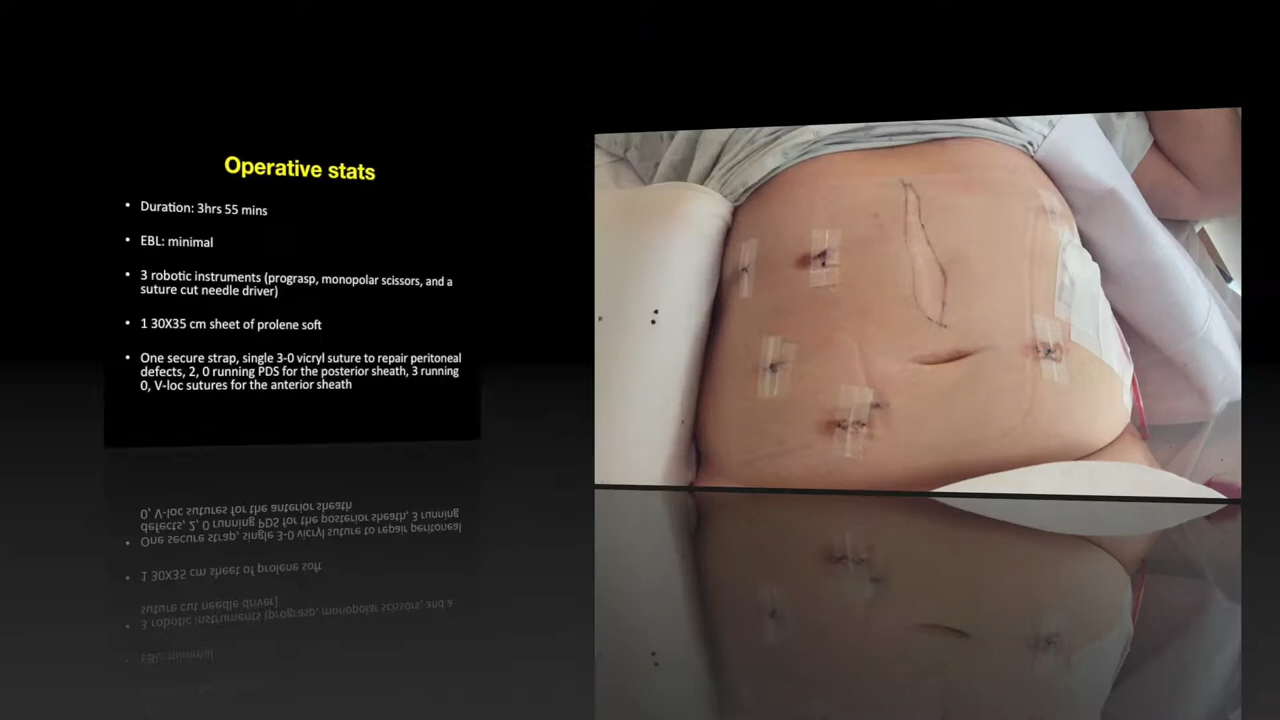 Operative stats
• Duration: 3hrs 55 mins
• EBL: minimal
• 3 robotic instruments (prograsp, monopolar scissors, and a
suture cut needle driver)
• 1 30X35 cm sheet of prolene soft
• One secure strap, single 3-0 vicryl suture to repair peritoneal
defects, 2, 0 running PDS for the posterior sheath, 3 running
0, V-loc sutures for the anterior sheath